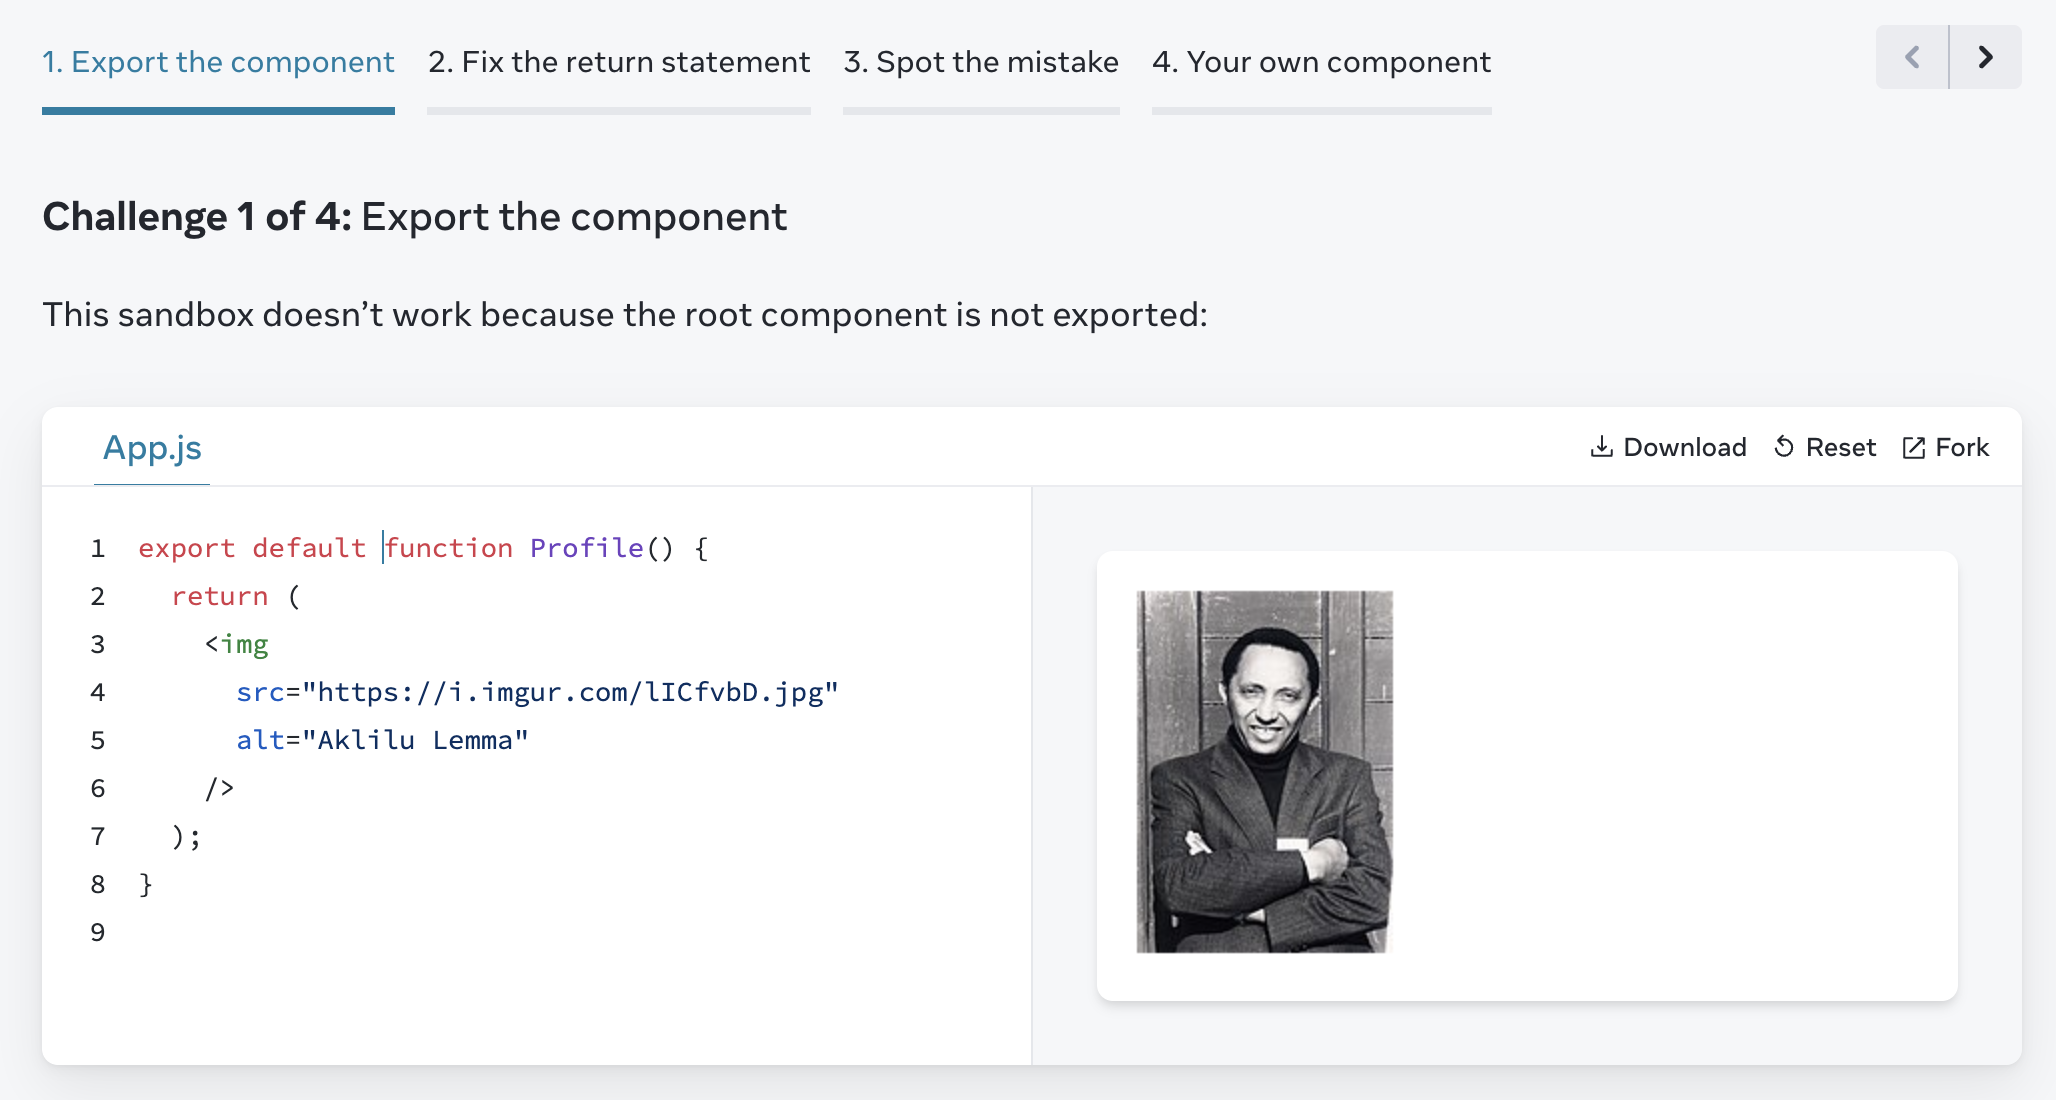 1. Export the component
2. Fix the return statement
3. Spot the mistake
4. Your own component
Challenge 1 of 4: Export the component
This sandbox doesn’t work because the root component is not exported:
App.js
Download
Reset
Fork
1 export default function Profile() {
2   return (
3     <img
4       src="https://i.imgur.com/lICfvbD.jpg"
5       alt="Aklilu Lemma"
6     />
7   );
8 }
9